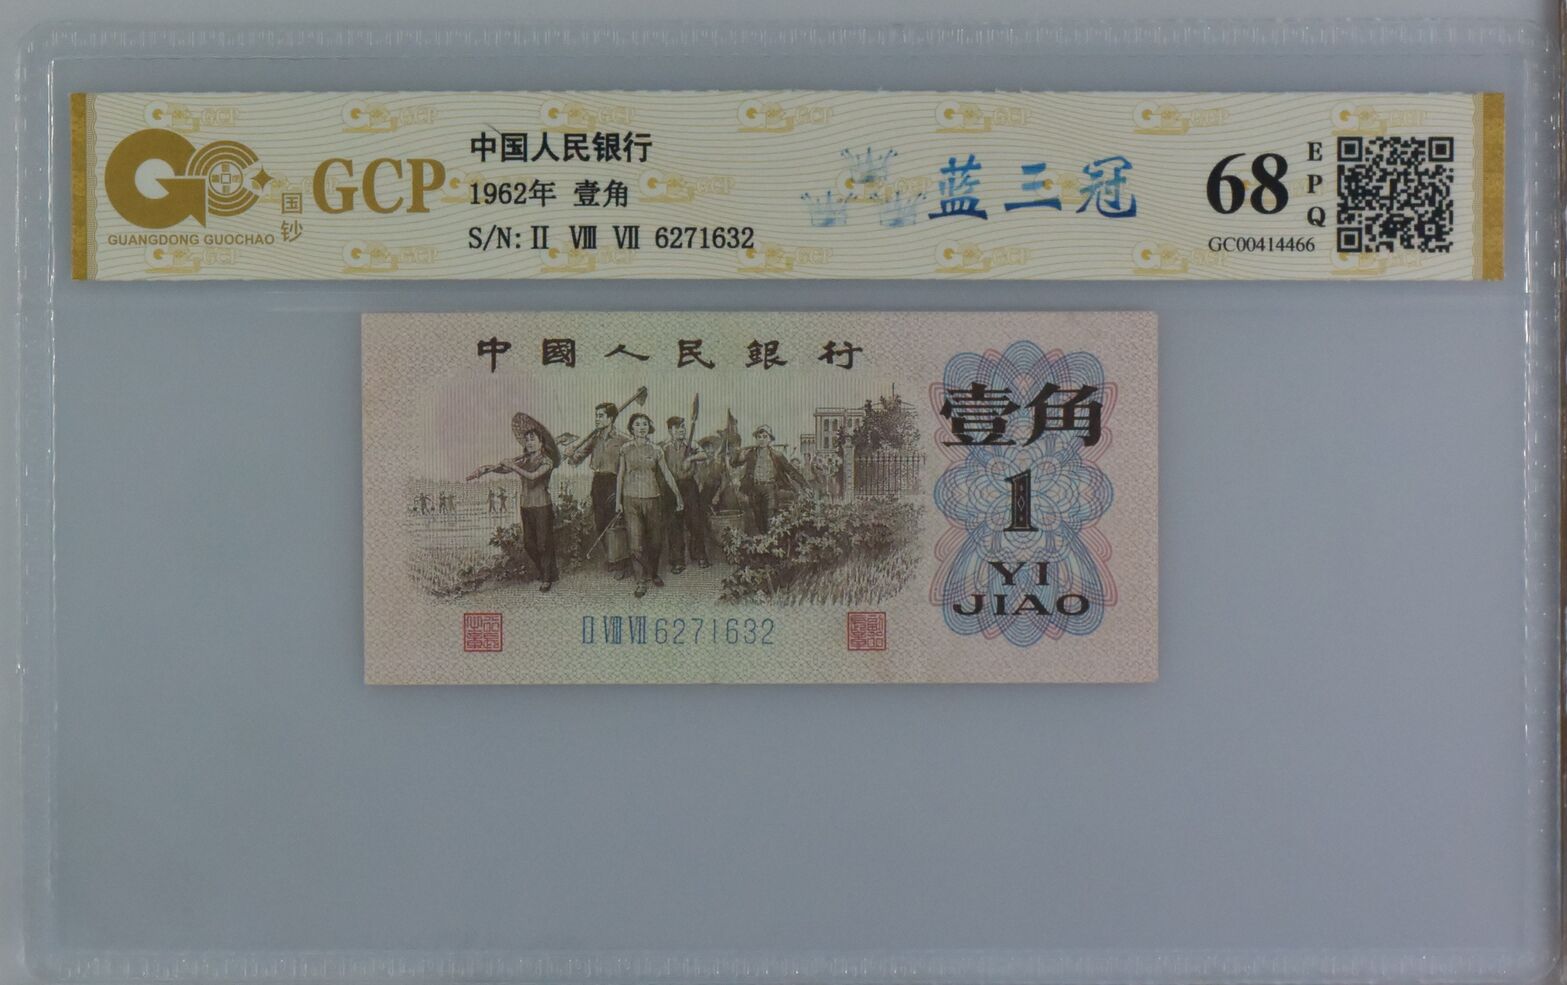 中国人民银行
1962年 壹角
S/N: II VIII VII 6271632
国钞
GCP
GUANGDONG GUOCHAO
蓝三冠
68
EPQ
GC00414466
中國人民銀行
壹角
1
YI
JIAO
II VIII VII 6271632